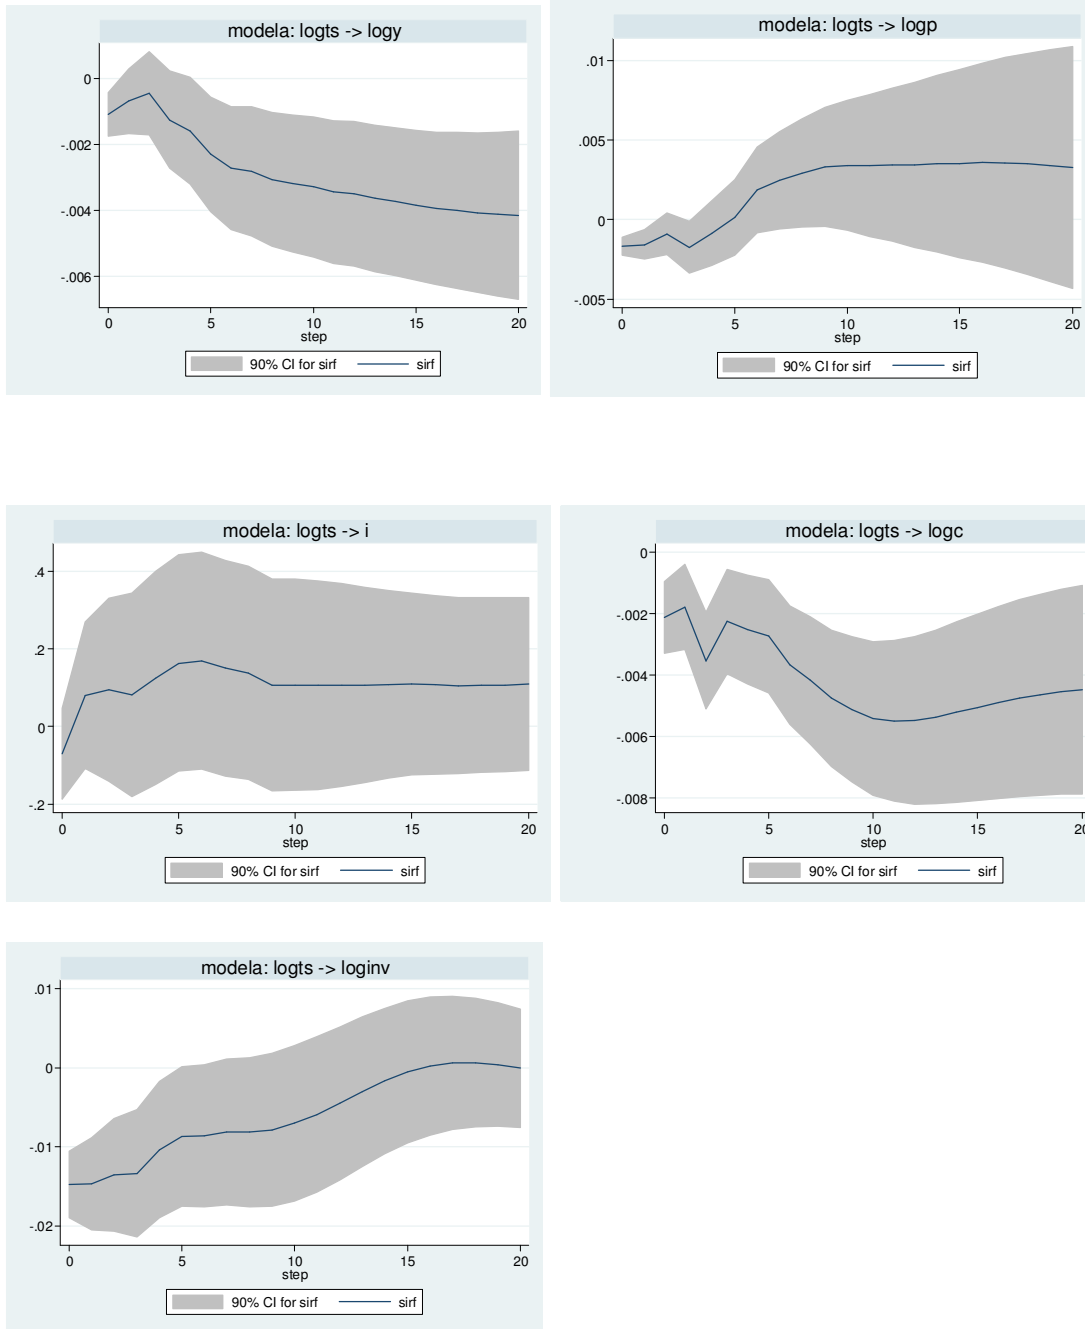 modela: logts -> logy
0
-.002
-.004
-.006
0 5 10 15 20
step
90% CI for sirf sirf
modela: logts -> logp
.01
.005
0
-.005
0 5 10 15 20
step
90% CI for sirf sirf
modela: logts -> i
.4
.2
0
-.2
0 5 10 15 20
step
90% CI for sirf sirf
modela: logts -> logc
0
-.002
-.004
-.006
-.008
0 5 10 15 20
step
90% CI for sirf sirf
modela: logts -> loginv
.01
0
-.01
-.02
0 5 10 15 20
step
90% CI for sirf sirf